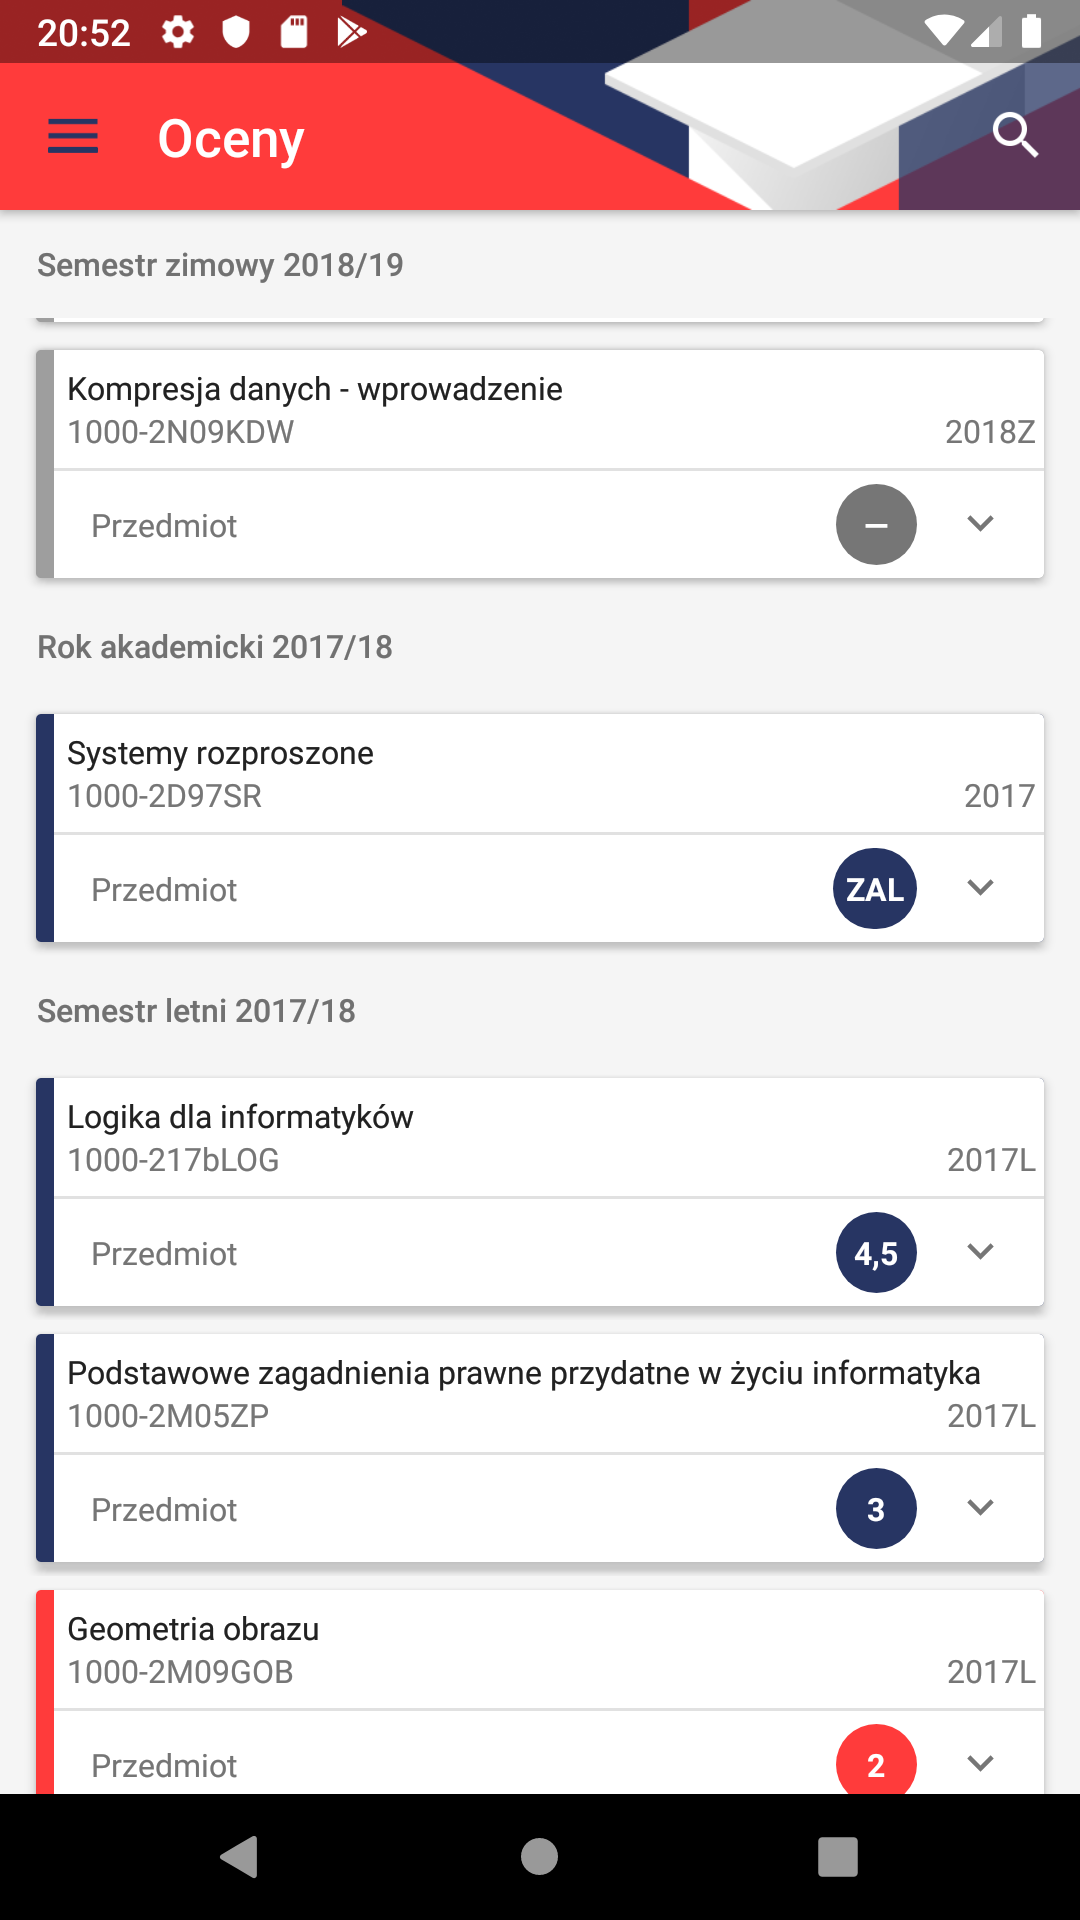 20:52
Oceny
Semestr zimowy 2018/19
Kompresja danych - wprowadzenie
1000-2N09KDW 2018Z
Przedmiot –
Rok akademicki 2017/18
Systemy rozproszone
1000-2D97SR 2017
Przedmiot ZAL
Semestr letni 2017/18
Logika dla informatyków
1000-217bLOG 2017L
Przedmiot 4,5
Podstawowe zagadnienia prawne przydatne w życiu informatyka
1000-2M05ZP 2017L
Przedmiot 3
Geometria obrazu
1000-2M09GOB 2017L
Przedmiot 2